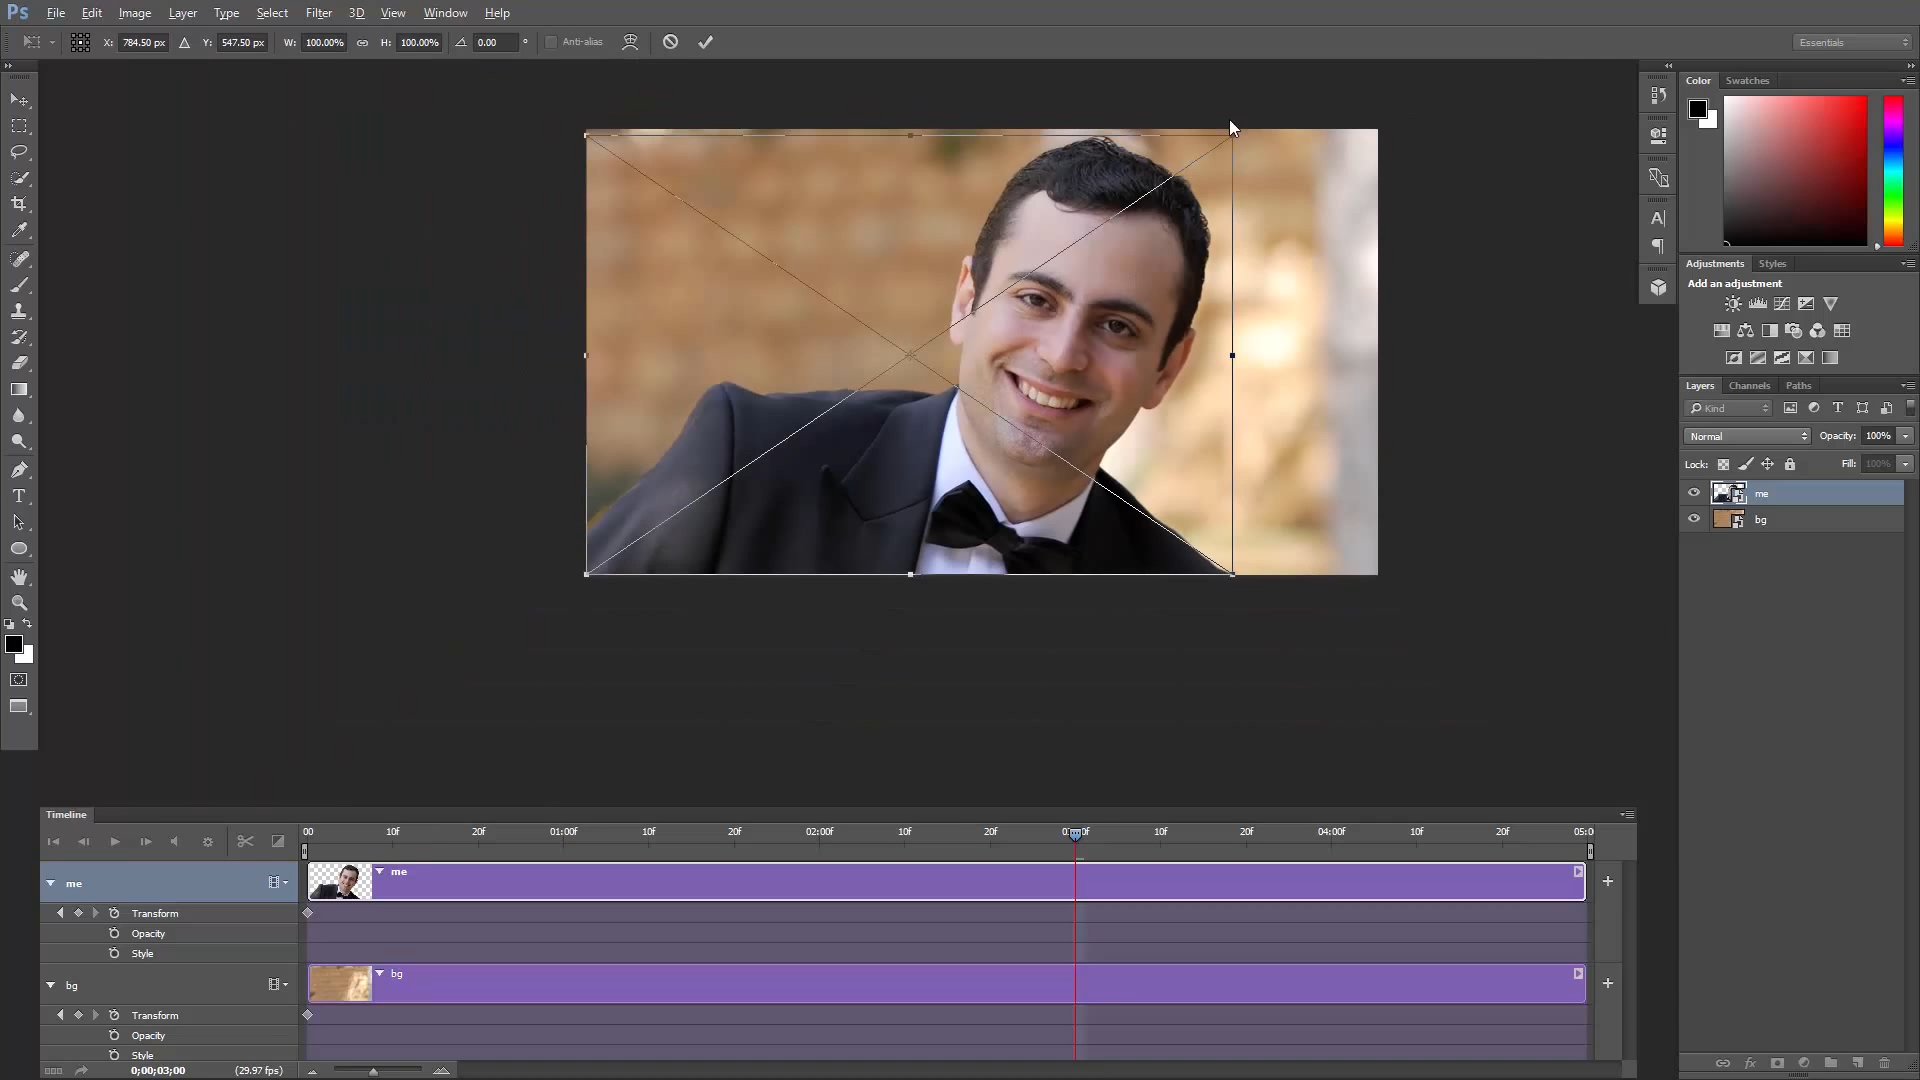 Ps File Edit Image Layer Type Select Filter 3D View Window Help
X: 784.50 px Y: 547.50 px W: 100.00% H: 100.00% 0.00 ° Anti-alias Essentials
Color Swatches
Adjustments Styles
Add an adjustment
Layers Channels Paths
Kind
Normal Opacity: 100%
Lock: Fill: 100%
me
bg
Timeline
00 10f 20f 01:00f 10f 20f 02:00f 10f 20f 10f 20f 04:00f 10f 20f 05:0
me me
Transform
Opacity
Style
bg bg
Transform
Opacity
Style
0;00;03;00 (29.97 fps)